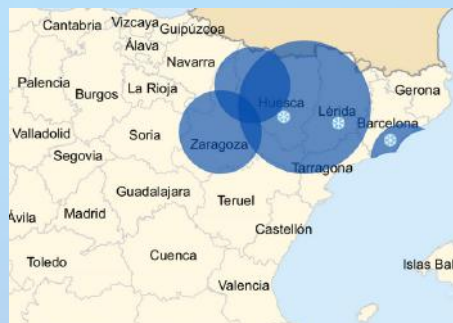 Cantabria Vizcaya Guipúzcoa
Álava
Navarra
Palencia
Burgos
La Rioja
Huesca
Lérida
Gerona
Valladolid
Soria
Zaragoza
Barcelona
Segovia
Tarragona
Guadalajara
Teruel
Ávila
Madrid
Castellón
Toledo
Cuenca
Islas Bal
Valencia